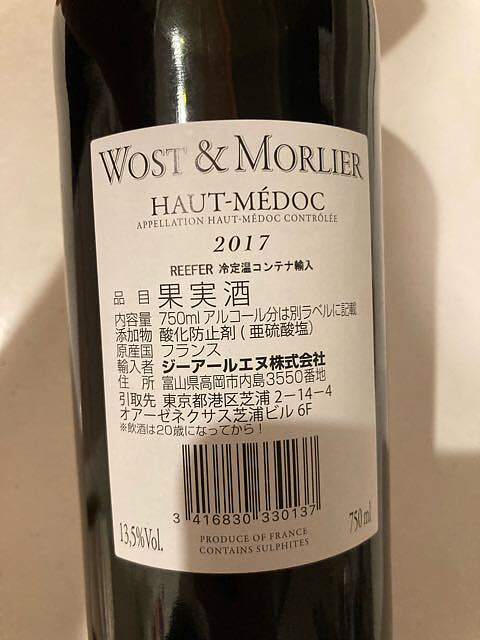 WOST & MORLIER
HAUT-MÉDOC
APPELLATION HAUT-MÉDOC CONTRÔLÉE
2017
REEFER 冷定温コンテナ輸入
品 目 果実酒
内容量 750ml アルコール分は別ラベルに記載
添加物 酸化防止剤(亜硫酸塩)
原産国 フランス
輸入者 ジーアールエヌ株式会社
住 所 富山県高岡市内島3550番地
引取先 東京都港区芝浦2-14-4
オアーゼネクサス芝浦ビル 6F
※飲酒は20歳になってから!
3 416830 330137
13,5%Vol.
750 ml
PRODUCE OF FRANCE
CONTAINS SULPHITES